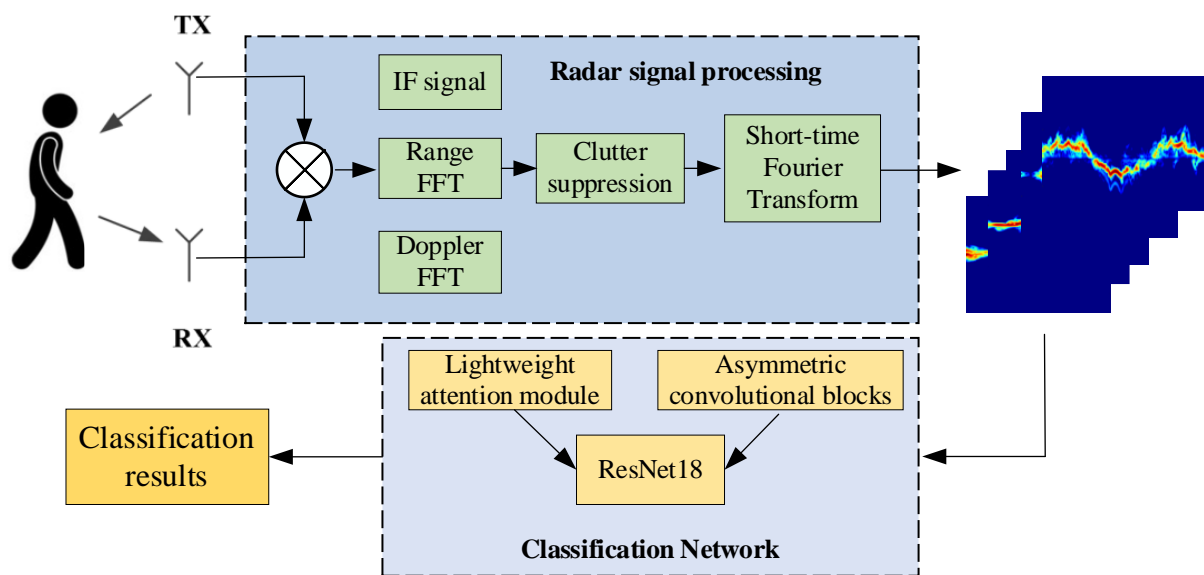 TX
Radar signal processing
IF signal
Range
FFT
Clutter
suppression
Short-time
Fourier
Transform
Doppler
FFT
RX
Lightweight
attention module
Asymmetric
convolutional blocks
ResNet18
Classification
results
Classification Network